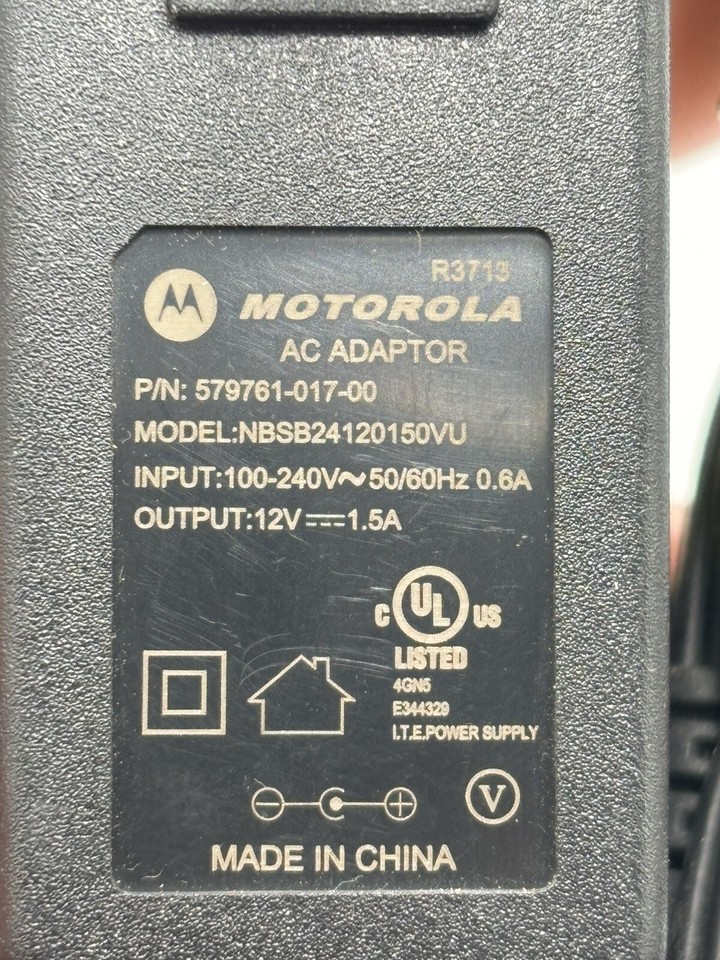 R3713
MOTOROLA
AC ADAPTOR
P/N: 579761-017-00
MODEL:NBSB24120150VU
INPUT:100-240V~50/60Hz 0.6A
OUTPUT:12V⎓1.5A
C UL US
LISTED
4GN5
E344329
I.T.E.POWER SUPPLY
V
MADE IN CHINA